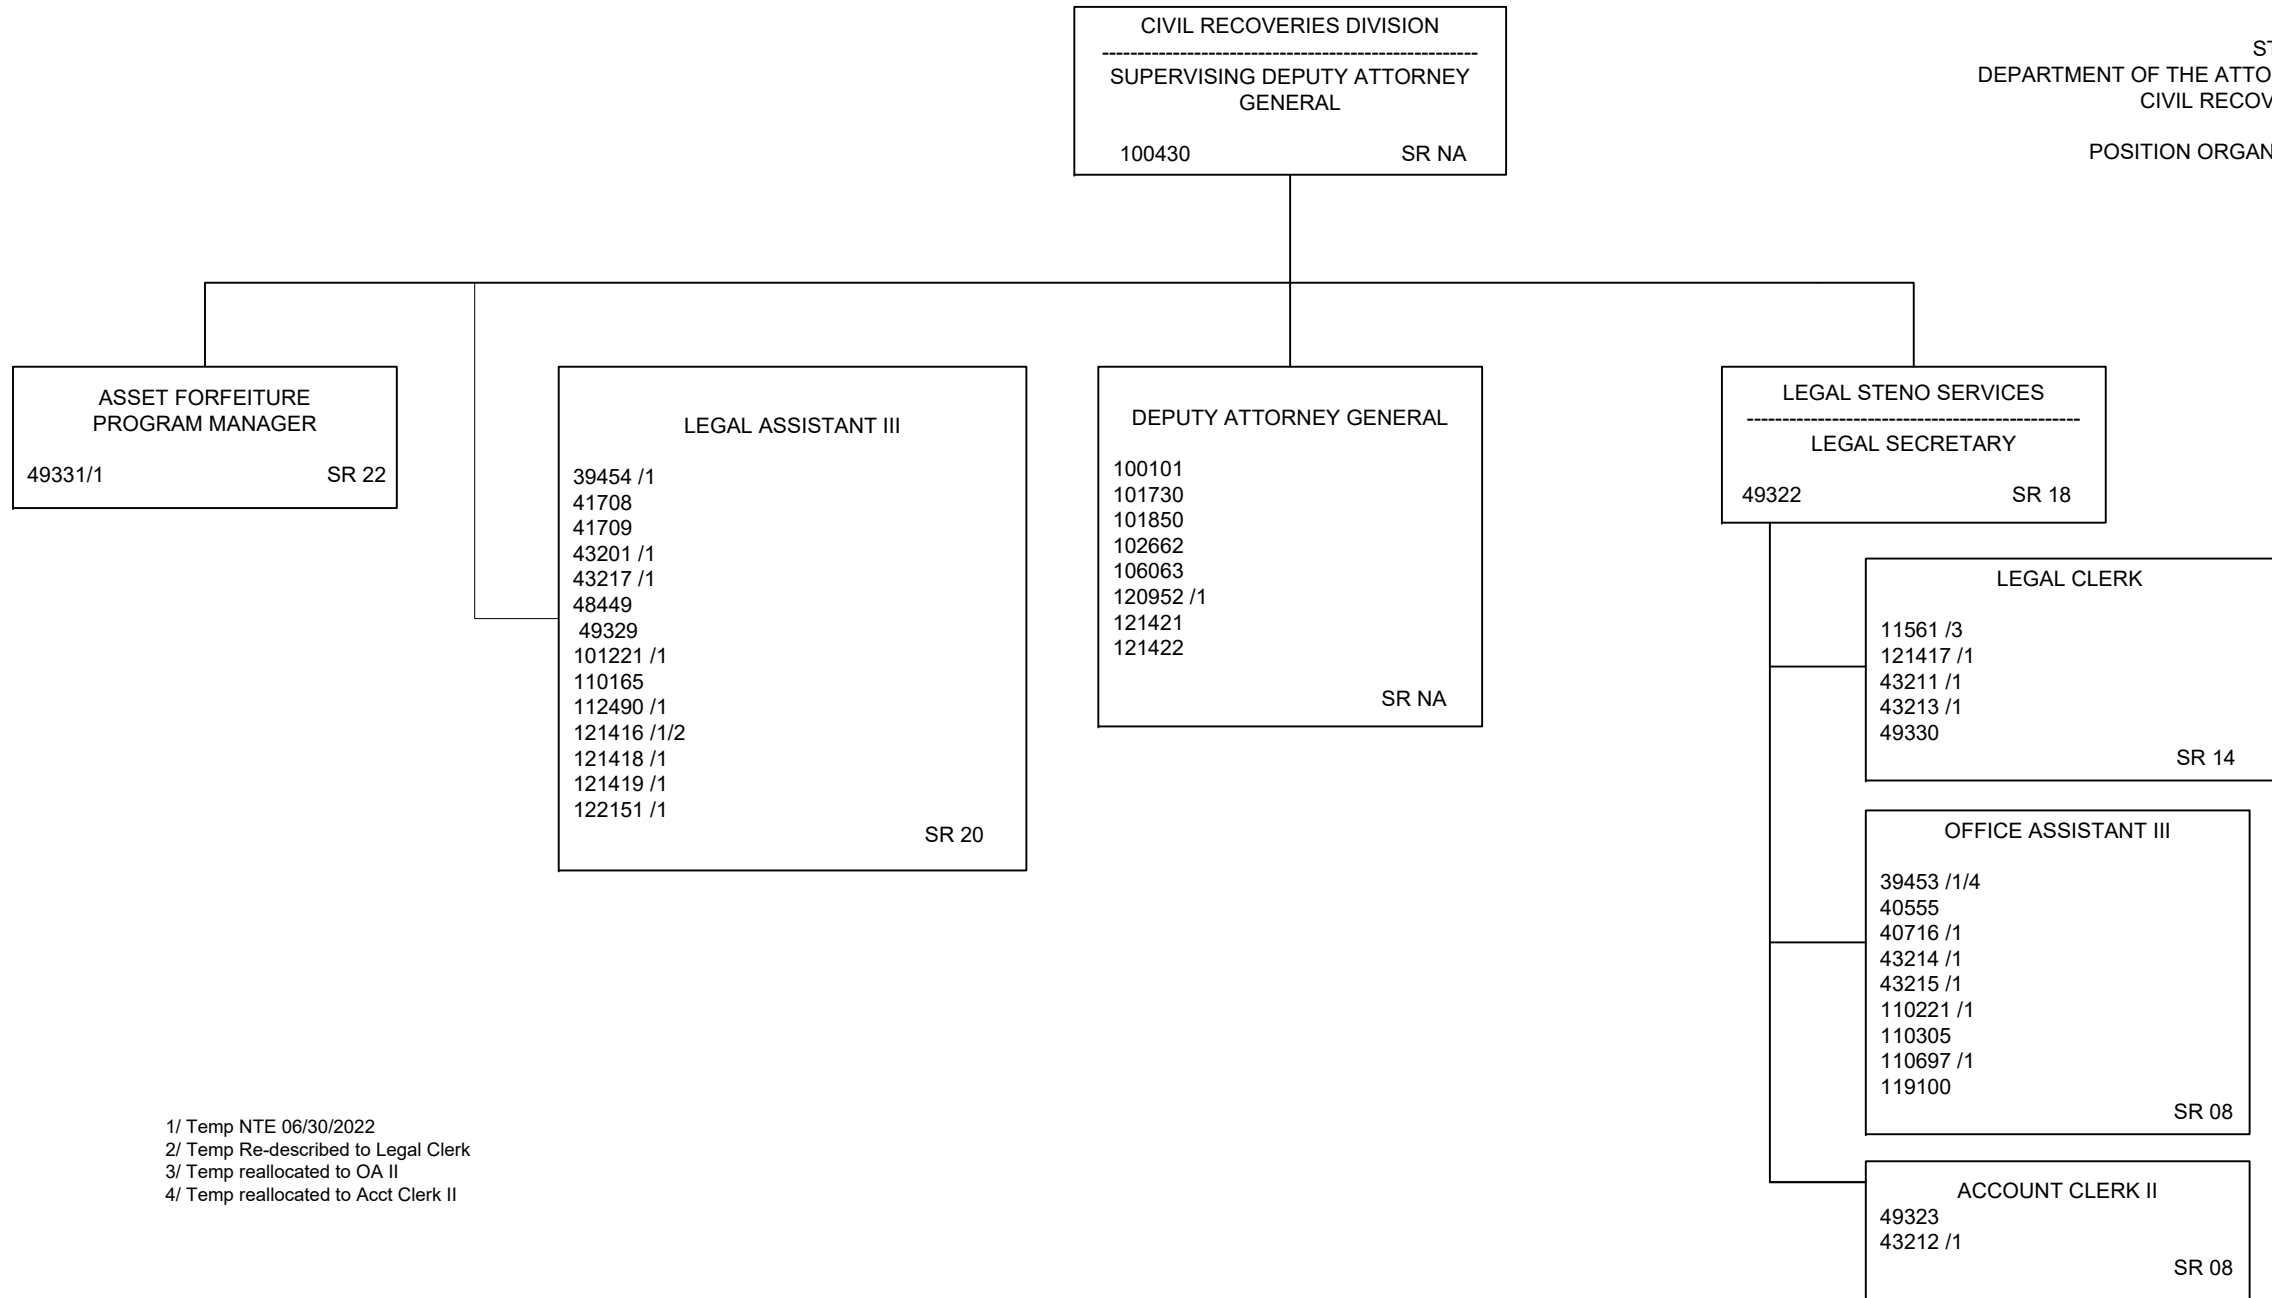 CIVIL RECOVERIES DIVISION
-----------------------------------------------------
SUPERVISING DEPUTY ATTORNEY
GENERAL
100430 SR NA
DEPARTMENT OF THE
CIVIL
POSITION
ASSET FORFEITURE
PROGRAM MANAGER
49331/1 SR 22
LEGAL ASSISTANT III
39454 /1
41708
41709
43201 /1
43217 /1
48449
49329
101221 /1
110165
112490 /1
121416 /1/2
121418 /1
121419 /1
122151 /1
SR 20
DEPUTY ATTORNEY GENERAL
100101
101730
101850
102662
106063
120952 /1
121421
121422
SR NA
LEGAL STENO SERVICES
-----------------------------------------------
LEGAL SECRETARY
49322 SR 18
LEGAL CLERK
11561 /3
121417 /1
43211 /1
43213 /1
49330
SR 14
OFFICE ASSISTANT III
39453 /1/4
40555
40716 /1
43214 /1
43215 /1
110221 /1
110305
110697 /1
119100
SR 08
ACCOUNT CLERK II
49323
43212 /1
SR 08
1/ Temp NTE 06/30/2022
2/ Temp Re-described to Legal Clerk
3/ Temp reallocated to OA II
4/ Temp reallocated to Acct Clerk II